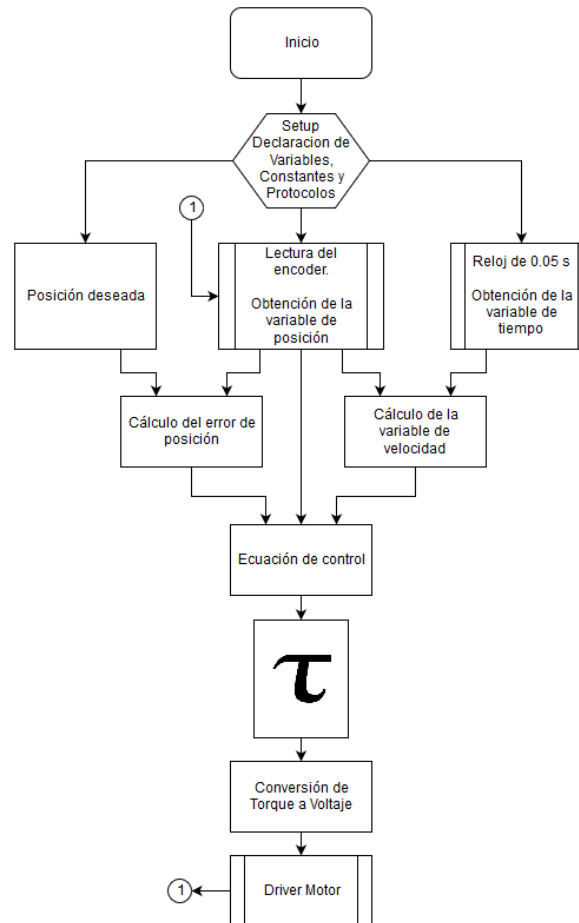 Inicio
Setup
Declaracion de
Variables,
Constantes y
Protocolos
1
Posición deseada
Lectura del
encoder.
Obtención de la
variable de
posición
Reloj de 0.05 s
Obtención de la
variable de
tiempo
Cálculo del error de
posición
Cálculo de la
variable de
velocidad
Ecuación de control
τ
Conversión de
Torque a Voltaje
1
Driver Motor